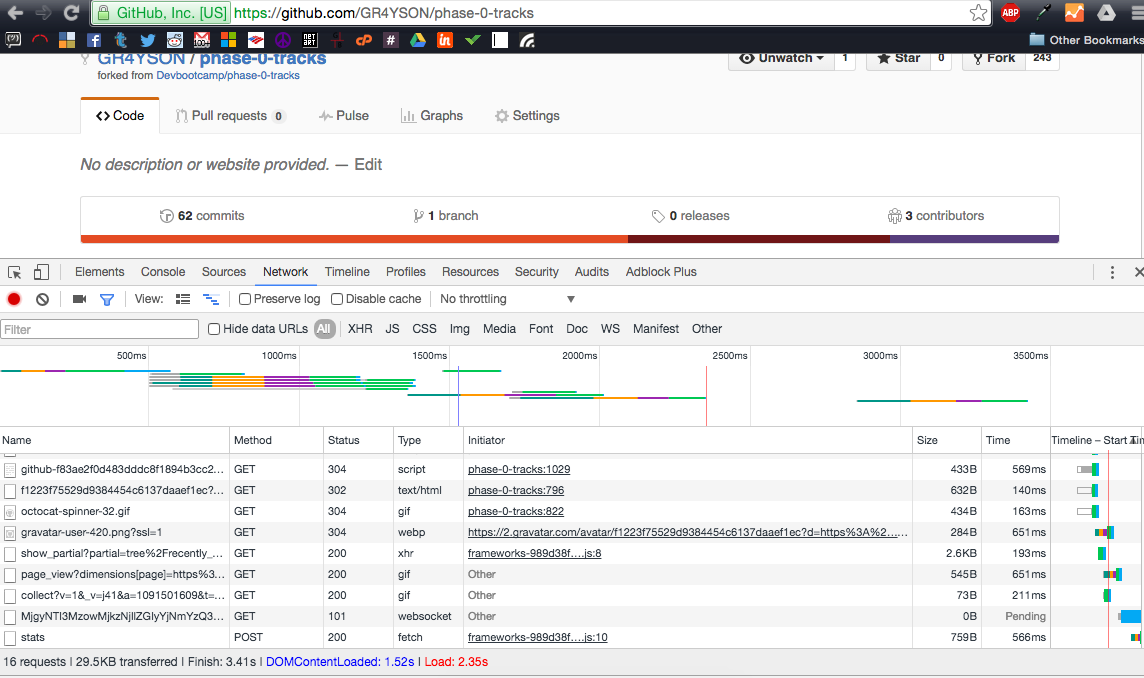 GitHub, Inc. [US] https://github.com/GR4YSON/phase-0-tracks
ABP
100+ ART cP # in Other Bookmarks
GR4YSON / phase-0-tracks Unwatch 1 Star 0 Fork 243
forked from Devbootcamp/phase-0-tracks
Code Pull requests 0 Pulse Graphs Settings
No description or website provided. — Edit
62 commits 1 branch 0 releases 3 contributors
Elements Console Sources Network Timeline Profiles Resources Security Audits Adblock Plus
View: Preserve log Disable cache No throttling
Filter Hide data URLs All XHR JS CSS Img Media Font Doc WS Manifest Other
500ms 1000ms 1500ms 2000ms 2500ms 3000ms 3500ms
Name Method Status Type Initiator Size Time Timeline – Start Tim
github-f83ae2f0d483dddc8f1894b3cc2... GET 304 script phase-0-tracks:1029 433B 569ms
f1223f75529d9384454c6137daaef1ec?... GET 302 text/html phase-0-tracks:796 632B 140ms
octocat-spinner-32.gif GET 304 gif phase-0-tracks:822 434B 163ms
gravatar-user-420.png?ssl=1 GET 304 webp https://2.gravatar.com/avatar/f1223f75529d9384454c6137daaef1ec?d=https%3A%2...... 284B 651ms
show_partial?partial=tree%2Frecently_... GET 200 xhr frameworks-989d38f....js:8 2.6KB 193ms
page_view?dimensions[page]=https%3... GET 200 gif Other 545B 651ms
collect?v=1&_v=j41&a=1091501609&t=... GET 200 gif Other 73B 211ms
MjgyNTI3MzowMjkzNjllZGIyYjNmYzQ3... GET 101 websocket Other 0B Pending
stats POST 200 fetch frameworks-989d38f....js:10 759B 566ms
16 requests | 29.5KB transferred | Finish: 3.41s | DOMContentLoaded: 1.52s | Load: 2.35s